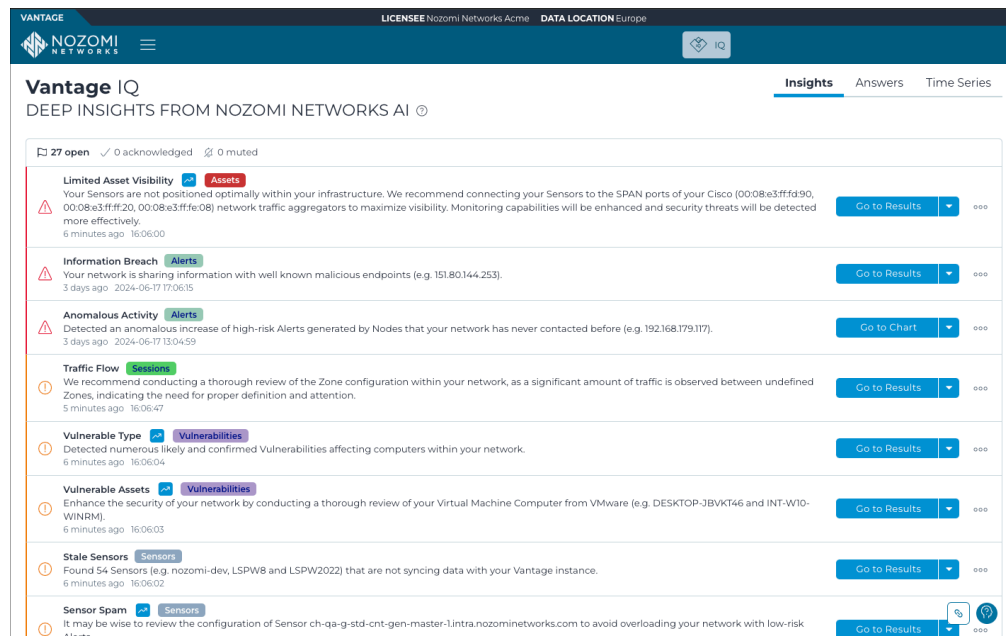 VANTAGE
LICENSEE Nozomi Networks Acme DATA LOCATION Europe
NOZOMI
NETWORKS
IQ
Vantage IQ
Insights Answers Time Series
DEEP INSIGHTS FROM NOZOMI NETWORKS AI
27 open 0 acknowledged 0 muted
Limited Asset Visibility Assets
Your Sensors are not positioned optimally within your infrastructure. We recommend connecting your Sensors to the SPAN ports of your Cisco (00:08:e3:ff:fd:90,
00:08:e3:ff:ff:20, 00:08:e3:ff:fe:08) network traffic aggregators to maximize visibility. Monitoring capabilities will be enhanced and security threats will be detected
more effectively.
6 minutes ago 16:06:00
Go to Results
Information Breach Alerts
Your network is sharing information with well known malicious endpoints (e.g. 151.80.144.253).
3 days ago 2024-06-17 17:06:15
Go to Results
Anomalous Activity Alerts
Detected an anomalous increase of high-risk Alerts generated by Nodes that your network has never contacted before (e.g. 192.168.179.117).
3 days ago 2024-06-17 13:04:59
Go to Chart
Traffic Flow Sessions
We recommend conducting a thorough review of the Zone configuration within your network, as a significant amount of traffic is observed between undefined
Zones, indicating the need for proper definition and attention.
5 minutes ago 16:06:47
Go to Results
Vulnerable Type Vulnerabilities
Detected numerous likely and confirmed Vulnerabilities affecting computers within your network.
6 minutes ago 16:06:04
Go to Results
Vulnerable Assets Vulnerabilities
Enhance the security of your network by conducting a thorough review of your Virtual Machine Computer from VMware (e.g. DESKTOP-JBVKT46 and INT-W10-
WINRM).
6 minutes ago 16:06:03
Go to Results
Stale Sensors Sensors
Found 54 Sensors (e.g. nozomi-dev, LSPW8 and LSPW2022) that are not syncing data with your Vantage instance.
6 minutes ago 16:06:02
Go to Results
Sensor Spam Sensors
It may be wise to review the configuration of Sensor ch-qa-g-std-cnt-gen-master-1.intra.nozominetworks.com to avoid overloading your network with low-risk
Alerts
Go to Results